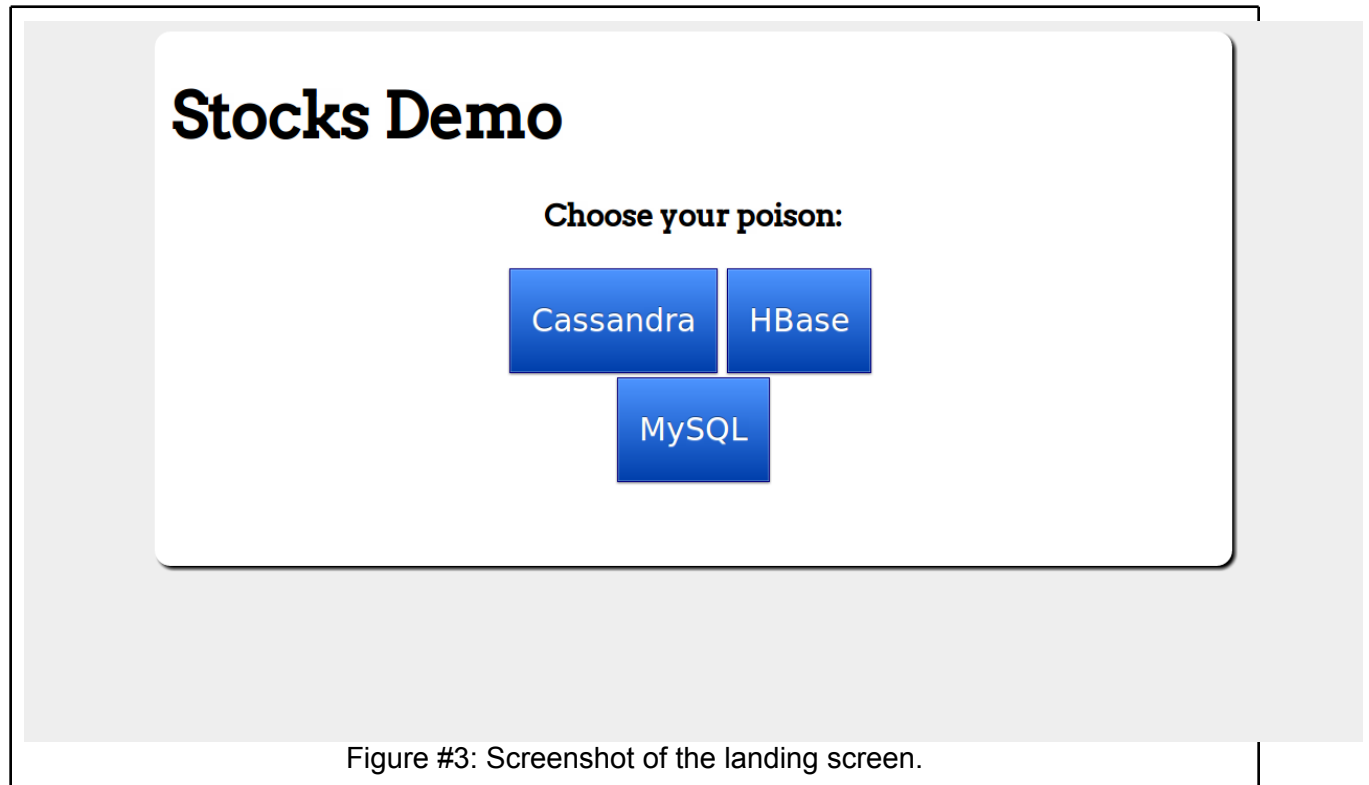 Stocks Demo
Choose your poison:
Cassandra HBase
MySQL
Figure #3: Screenshot of the landing screen.